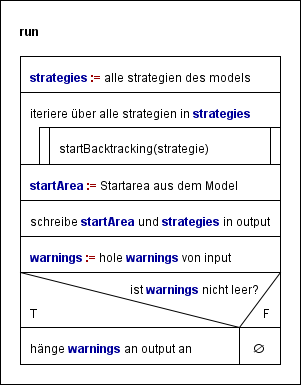 run
strategies := alle strategien des models
iteriere über alle strategien in strategies
startBacktracking(strategie)
startArea := Startarea aus dem Model
schreibe startArea und strategies in output
warnings := hole warnings von input
ist warnings nicht leer?
T F
hänge warnings an output an ∅